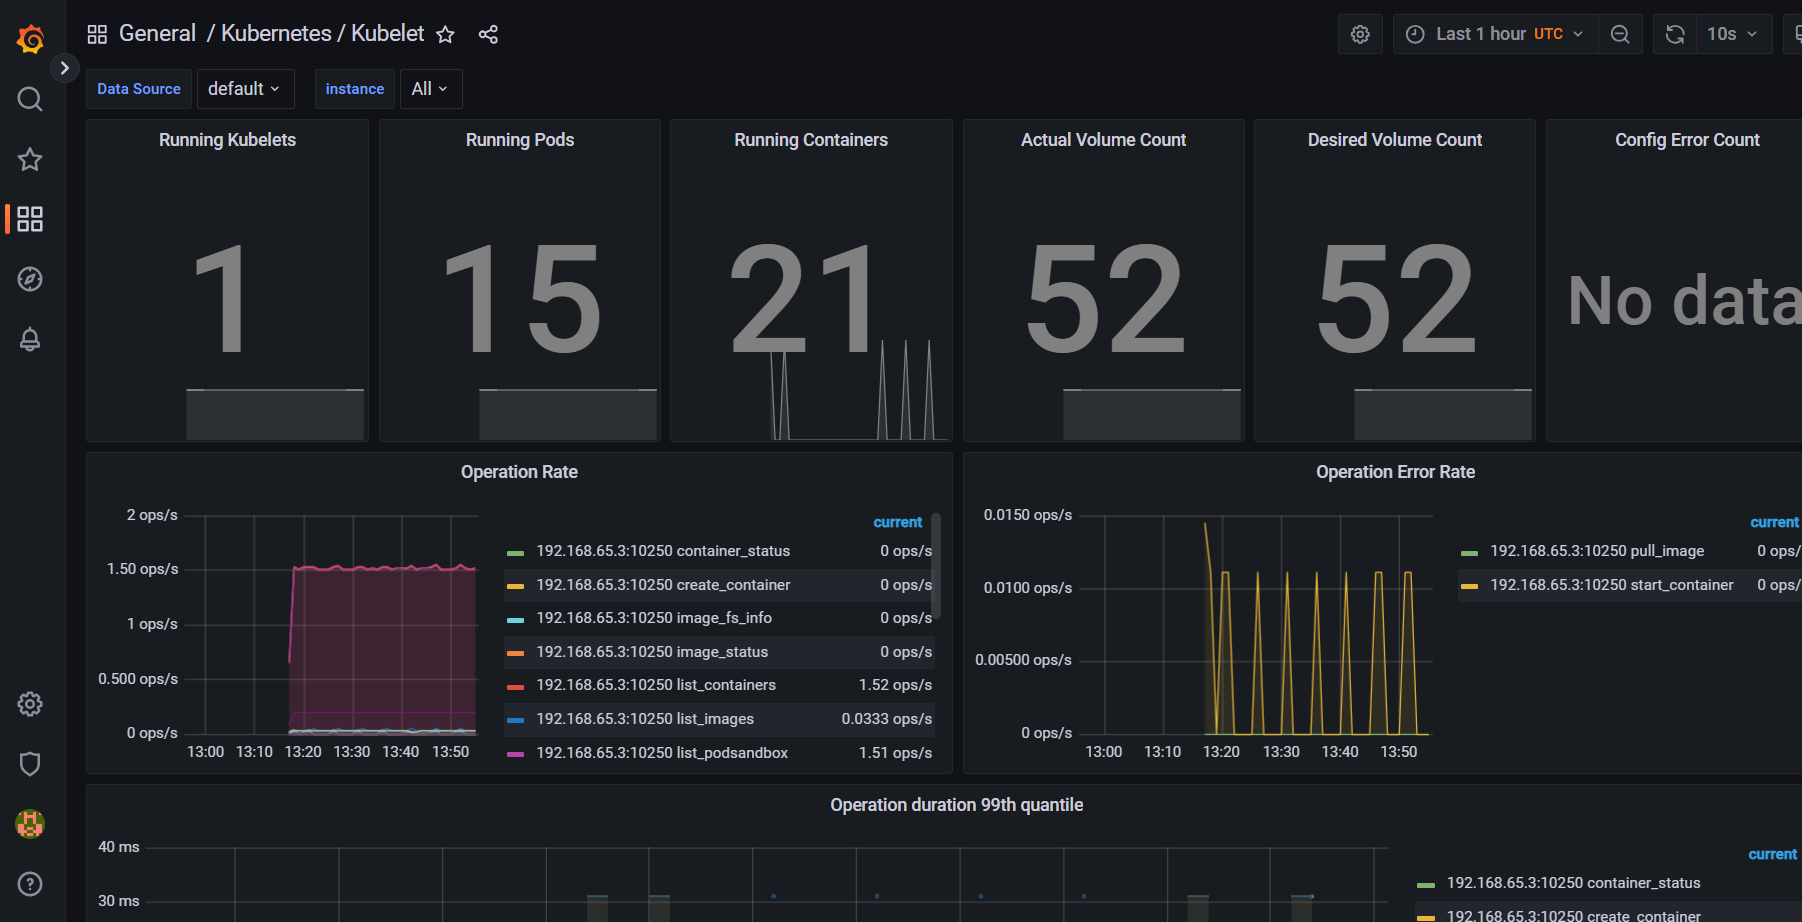 General / Kubernetes / Kubelet
Last 1 hour UTC
10s
Data Source default instance All
Running Kubelets
1
Running Pods
15
Running Containers
21
Actual Volume Count
52
Desired Volume Count
52
Config Error Count
No data
Operation Rate
2 ops/s
1.50 ops/s
1 ops/s
0.500 ops/s
0 ops/s
13:00 13:10 13:20 13:30 13:40 13:50
current
192.168.65.3:10250 container_status 0 ops/s
192.168.65.3:10250 create_container 0 ops/s
192.168.65.3:10250 image_fs_info 0 ops/s
192.168.65.3:10250 image_status 0 ops/s
192.168.65.3:10250 list_containers 1.52 ops/s
192.168.65.3:10250 list_images 0.0333 ops/s
192.168.65.3:10250 list_podsandbox 1.51 ops/s
Operation Error Rate
0.0150 ops/s
0.0100 ops/s
0.00500 ops/s
0 ops/s
13:00 13:10 13:20 13:30 13:40 13:50
current
192.168.65.3:10250 pull_image 0 ops/
192.168.65.3:10250 start_container 0 ops/
Operation duration 99th quantile
40 ms
30 ms
current
192.168.65.3:10250 container_status
192.168.65.3:10250 create_container